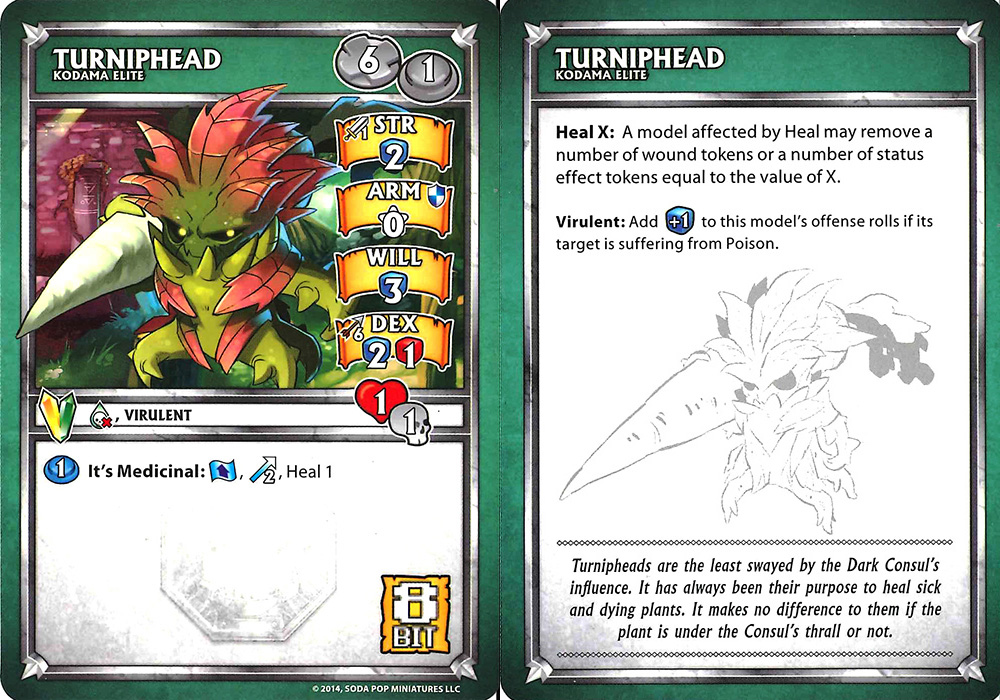 TURNIPHEAD
KODAMA ELITE
6
1
STR
2
ARM
0
WILL
3
6 DEX
2 1
1
1
, VIRULENT
1 It's Medicinal: , 2, Heal 1
8
BIT
© 2014, SODA POP MINIATURES LLC
TURNIPHEAD
KODAMA ELITE
Heal X: A model affected by Heal may remove a
number of wound tokens or a number of status
effect tokens equal to the value of X.
Virulent: Add +1 to this model's offense rolls if its
target is suffering from Poison.
Turnipheads are the least swayed by the Dark Consul's
influence. It has always been their purpose to heal sick
and dying plants. It makes no difference to them if the
plant is under the Consul's thrall or not.